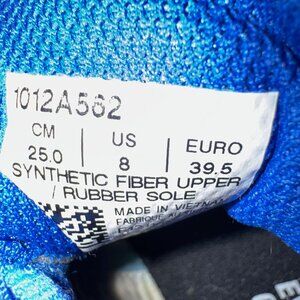 1012A562
CM | US | EURO
25.0 | 8 | 39.5
SYNTHETIC FIBER UPPER
/ RUBBER SOLE
MADE IN VIETNAM